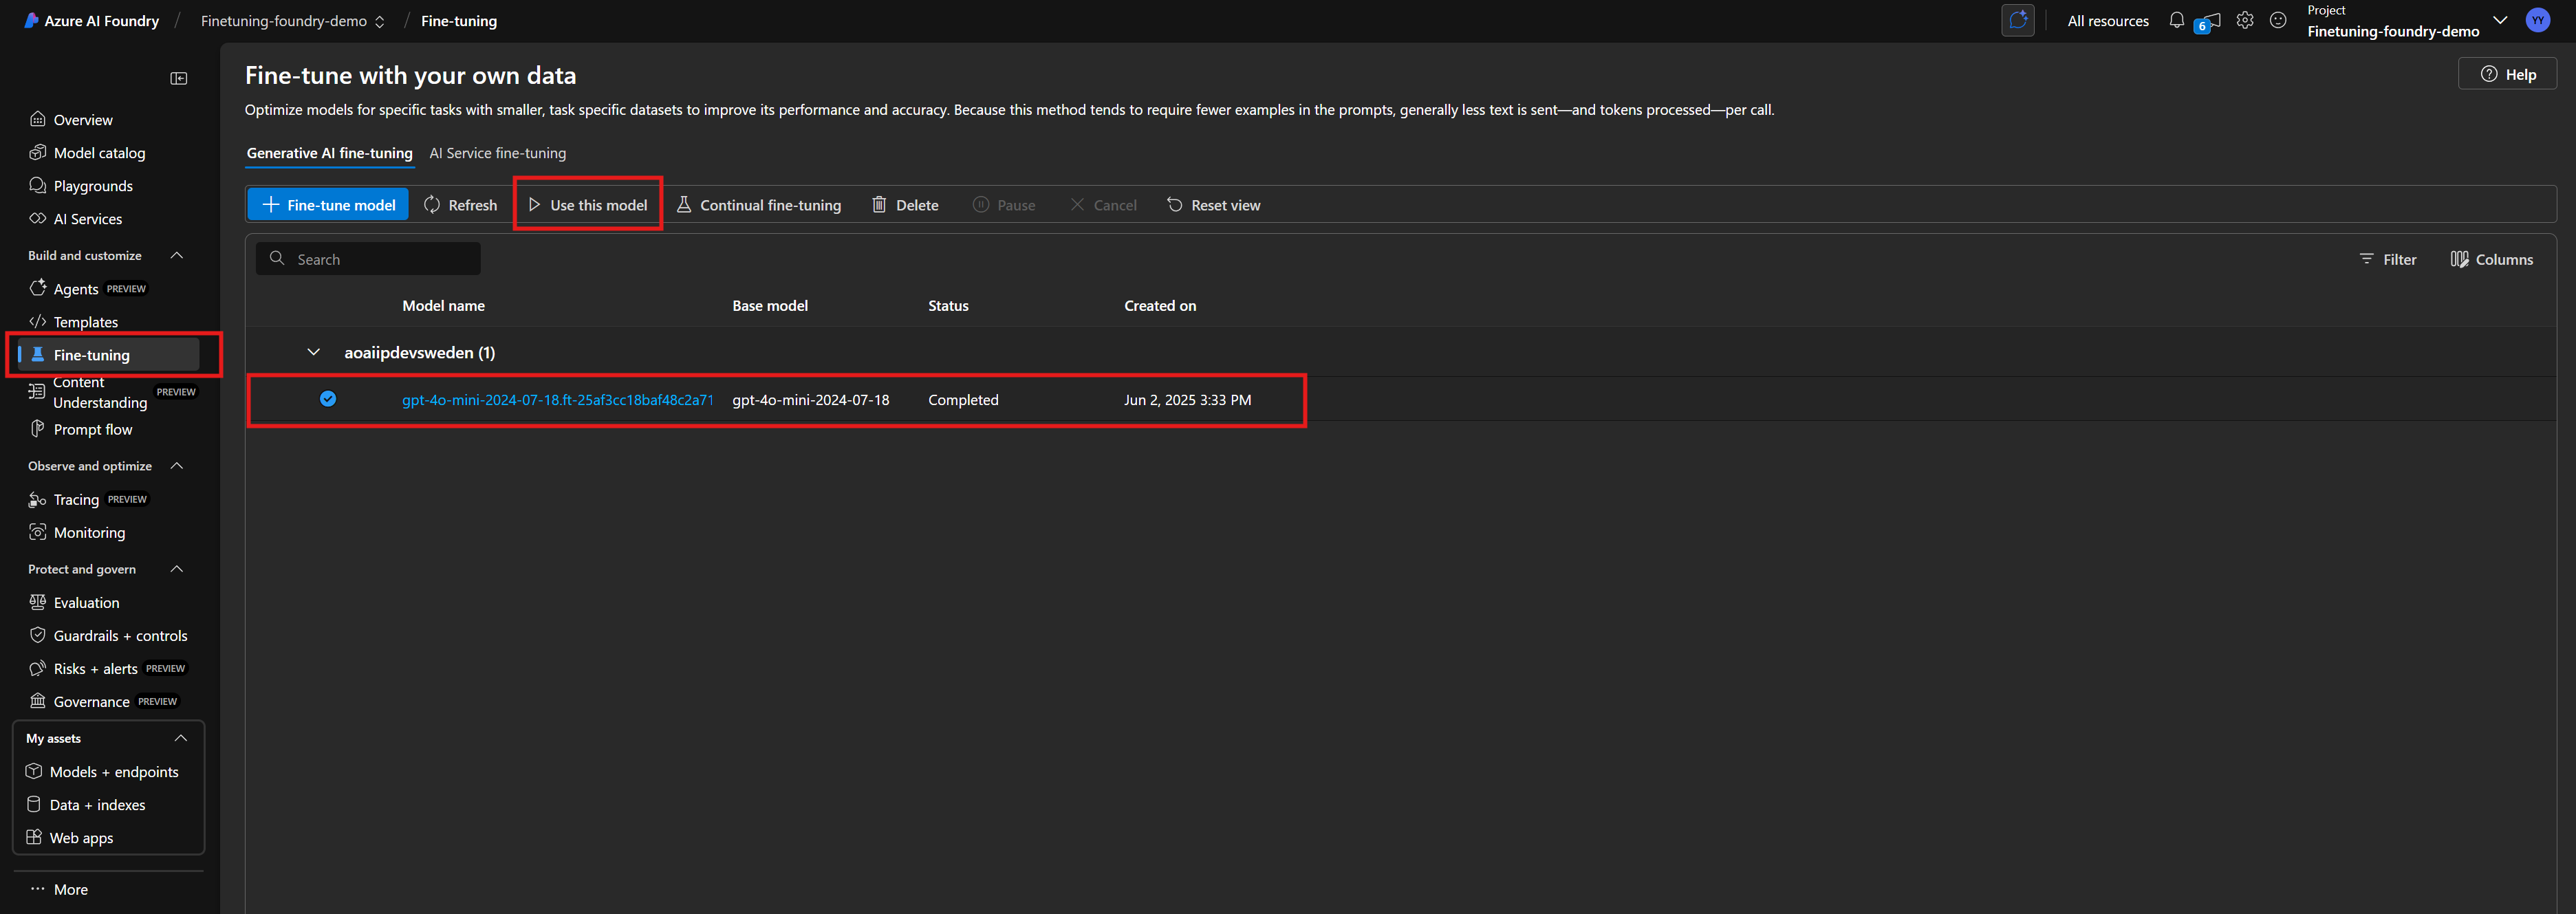 Azure AI Foundry / Finetuning-foundry-demo / Fine-tuning
All resources
6
Project
Finetuning-foundry-demo
YY
Overview
Model catalog
Playgrounds
AI Services
Build and customize
Agents PREVIEW
Templates
Fine-tuning
Content
Understanding PREVIEW
Prompt flow
Observe and optimize
Tracing PREVIEW
Monitoring
Protect and govern
Evaluation
Guardrails + controls
Risks + alerts PREVIEW
Governance PREVIEW
My assets
Models + endpoints
Data + indexes
Web apps
More
Fine-tune with your own data
Help
Optimize models for specific tasks with smaller, task specific datasets to improve its performance and accuracy. Because this method tends to require fewer examples in the prompts, generally less text is sent—and tokens processed—per call.
Generative AI fine-tuning AI Service fine-tuning
Fine-tune model Refresh Use this model Continual fine-tuning Delete Pause Cancel Reset view
Search Filter Columns
Model name Base model Status Created on
aoaiipdevsweden (1)
gpt-4o-mini-2024-07-18.ft-25af3cc18baf48c2a71 gpt-4o-mini-2024-07-18 Completed Jun 2, 2025 3:33 PM